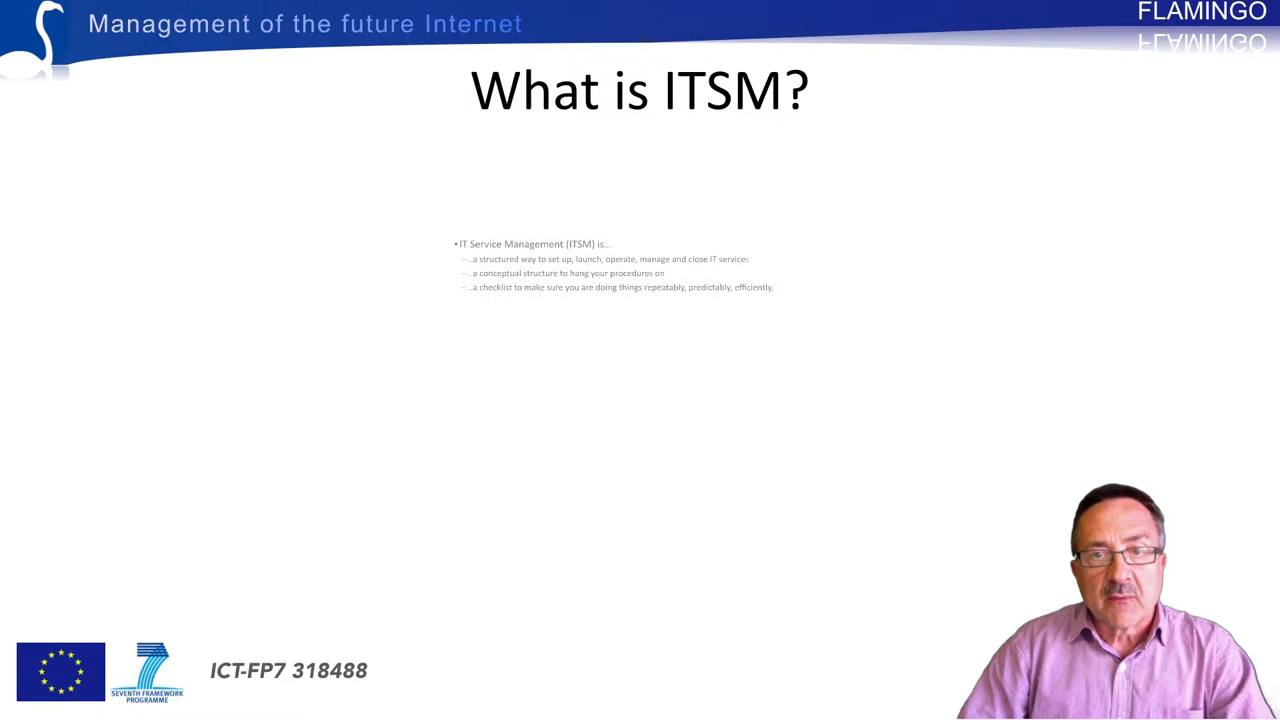 Management of the future Internet
FLAMINGO
FLAMINGO
What is ITSM?
•IT Service Management (ITSM) is...
–...a structured way to set up, launch, operate, manage and close IT services
–...a conceptual structure to hang your procedures on
–...a checklist to make sure you are doing things repeatably, predictably, efficiently,
7
SEVENTH FRAMEWORK
PROGRAMME
ICT-FP7 318488